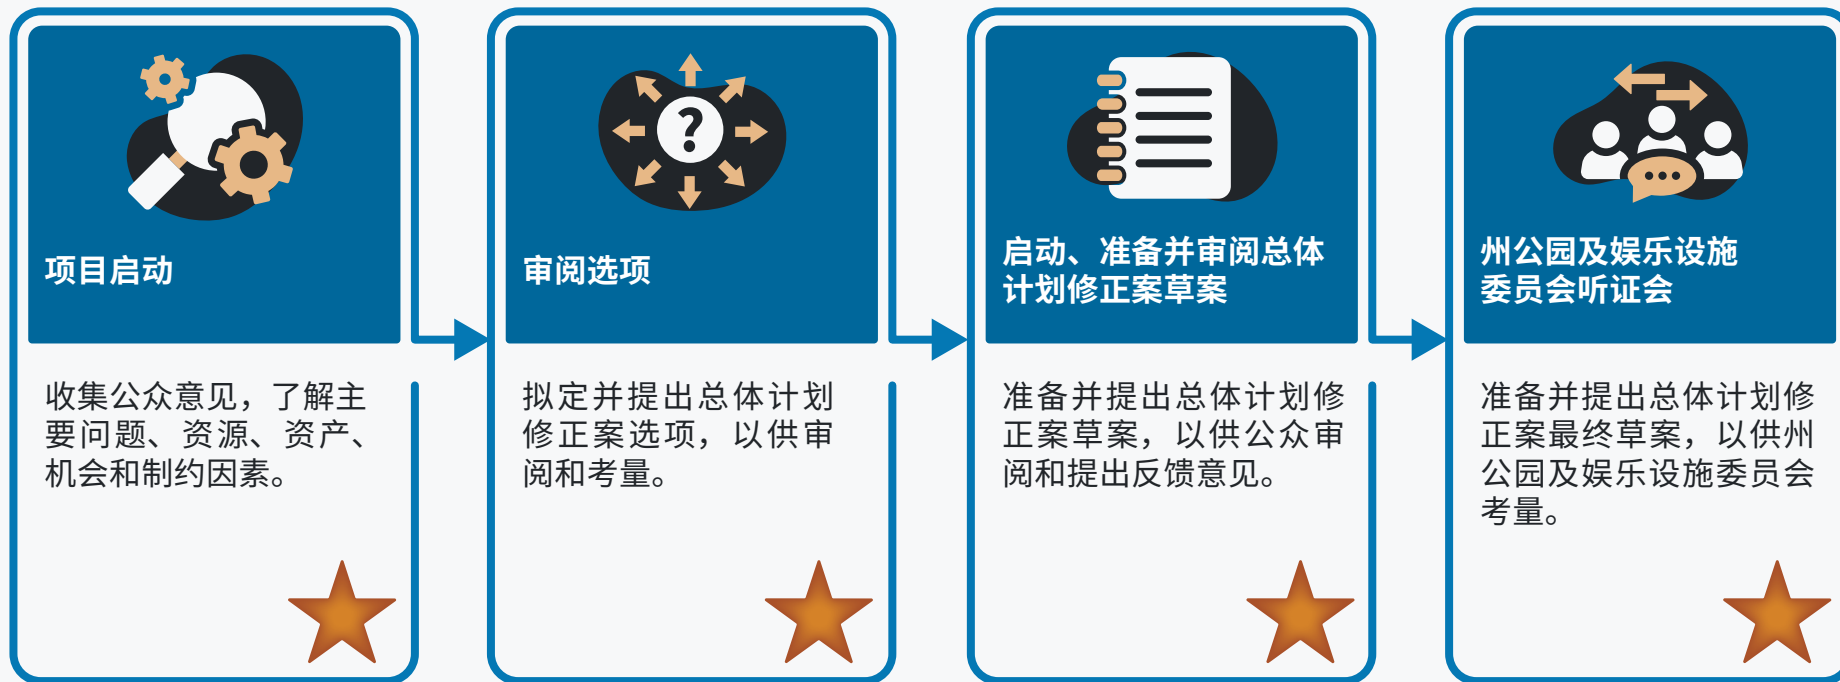 项目启动
收集公众意见，了解主
要问题、资源、资产、
机会和制约因素。
审阅选项
拟定并提出总体计划
修正案选项，以供审
阅和考量。
启动、准备并审阅总体
计划修正案草案
准备并提出总体计划修
正案草案，以供公众审
阅和提出反馈意见。
州公园及娱乐设施
委员会听证会
准备并提出总体计划修
正案最终草案，以供州
公园及娱乐设施委员会
考量。